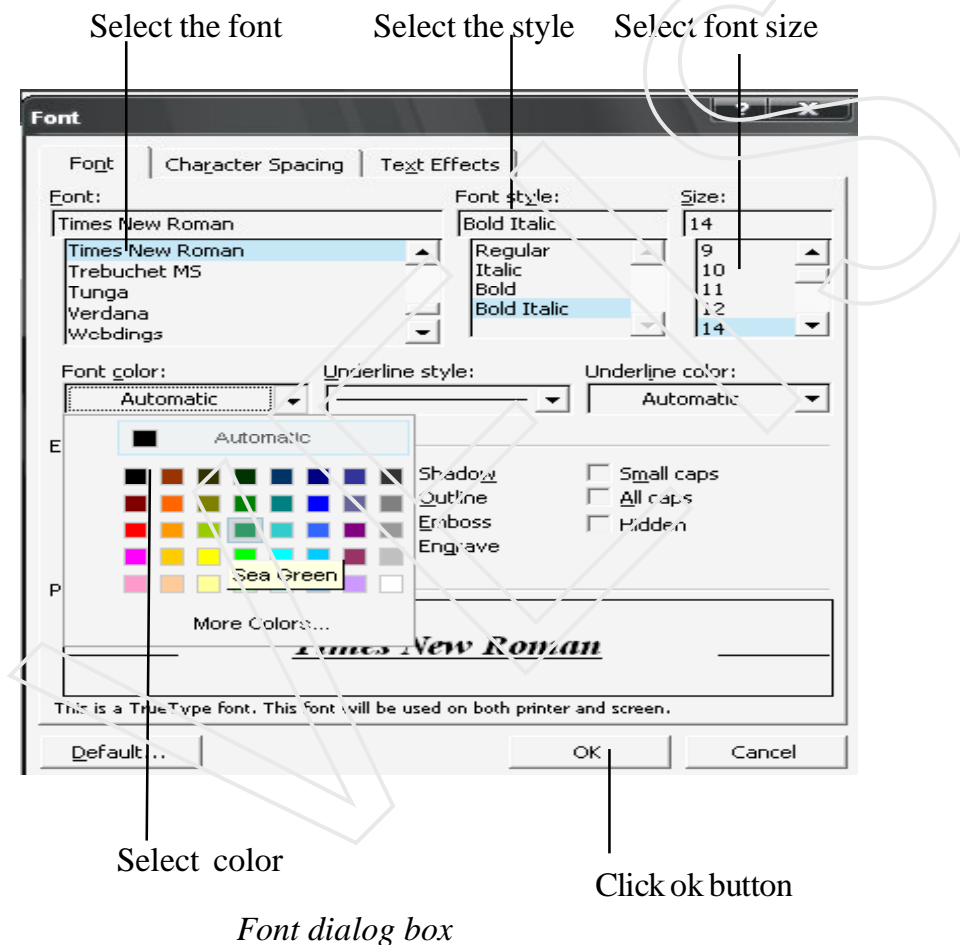 Select the font Select the style Select font size
Font ? X
Font Character Spacing Text Effects
Font: Font style: Size:
Times New Roman Bold Italic 14
Times New Roman Regular 9
Trebuchet MS Italic 10
Tunga Bold 11
Verdana Bold Italic 12
Webdings 14
Font color: Underline style: Underline color:
Automatic Automatic
Automatic
E
Shadow Small caps
Outline All caps
Emboss Hidden
Engrave
Sea Green
P
More Colors...
Times New Roman
This is a TrueType font. This font will be used on both printer and screen.
Default... OK Cancel
Select color
Click ok button
Font dialog box